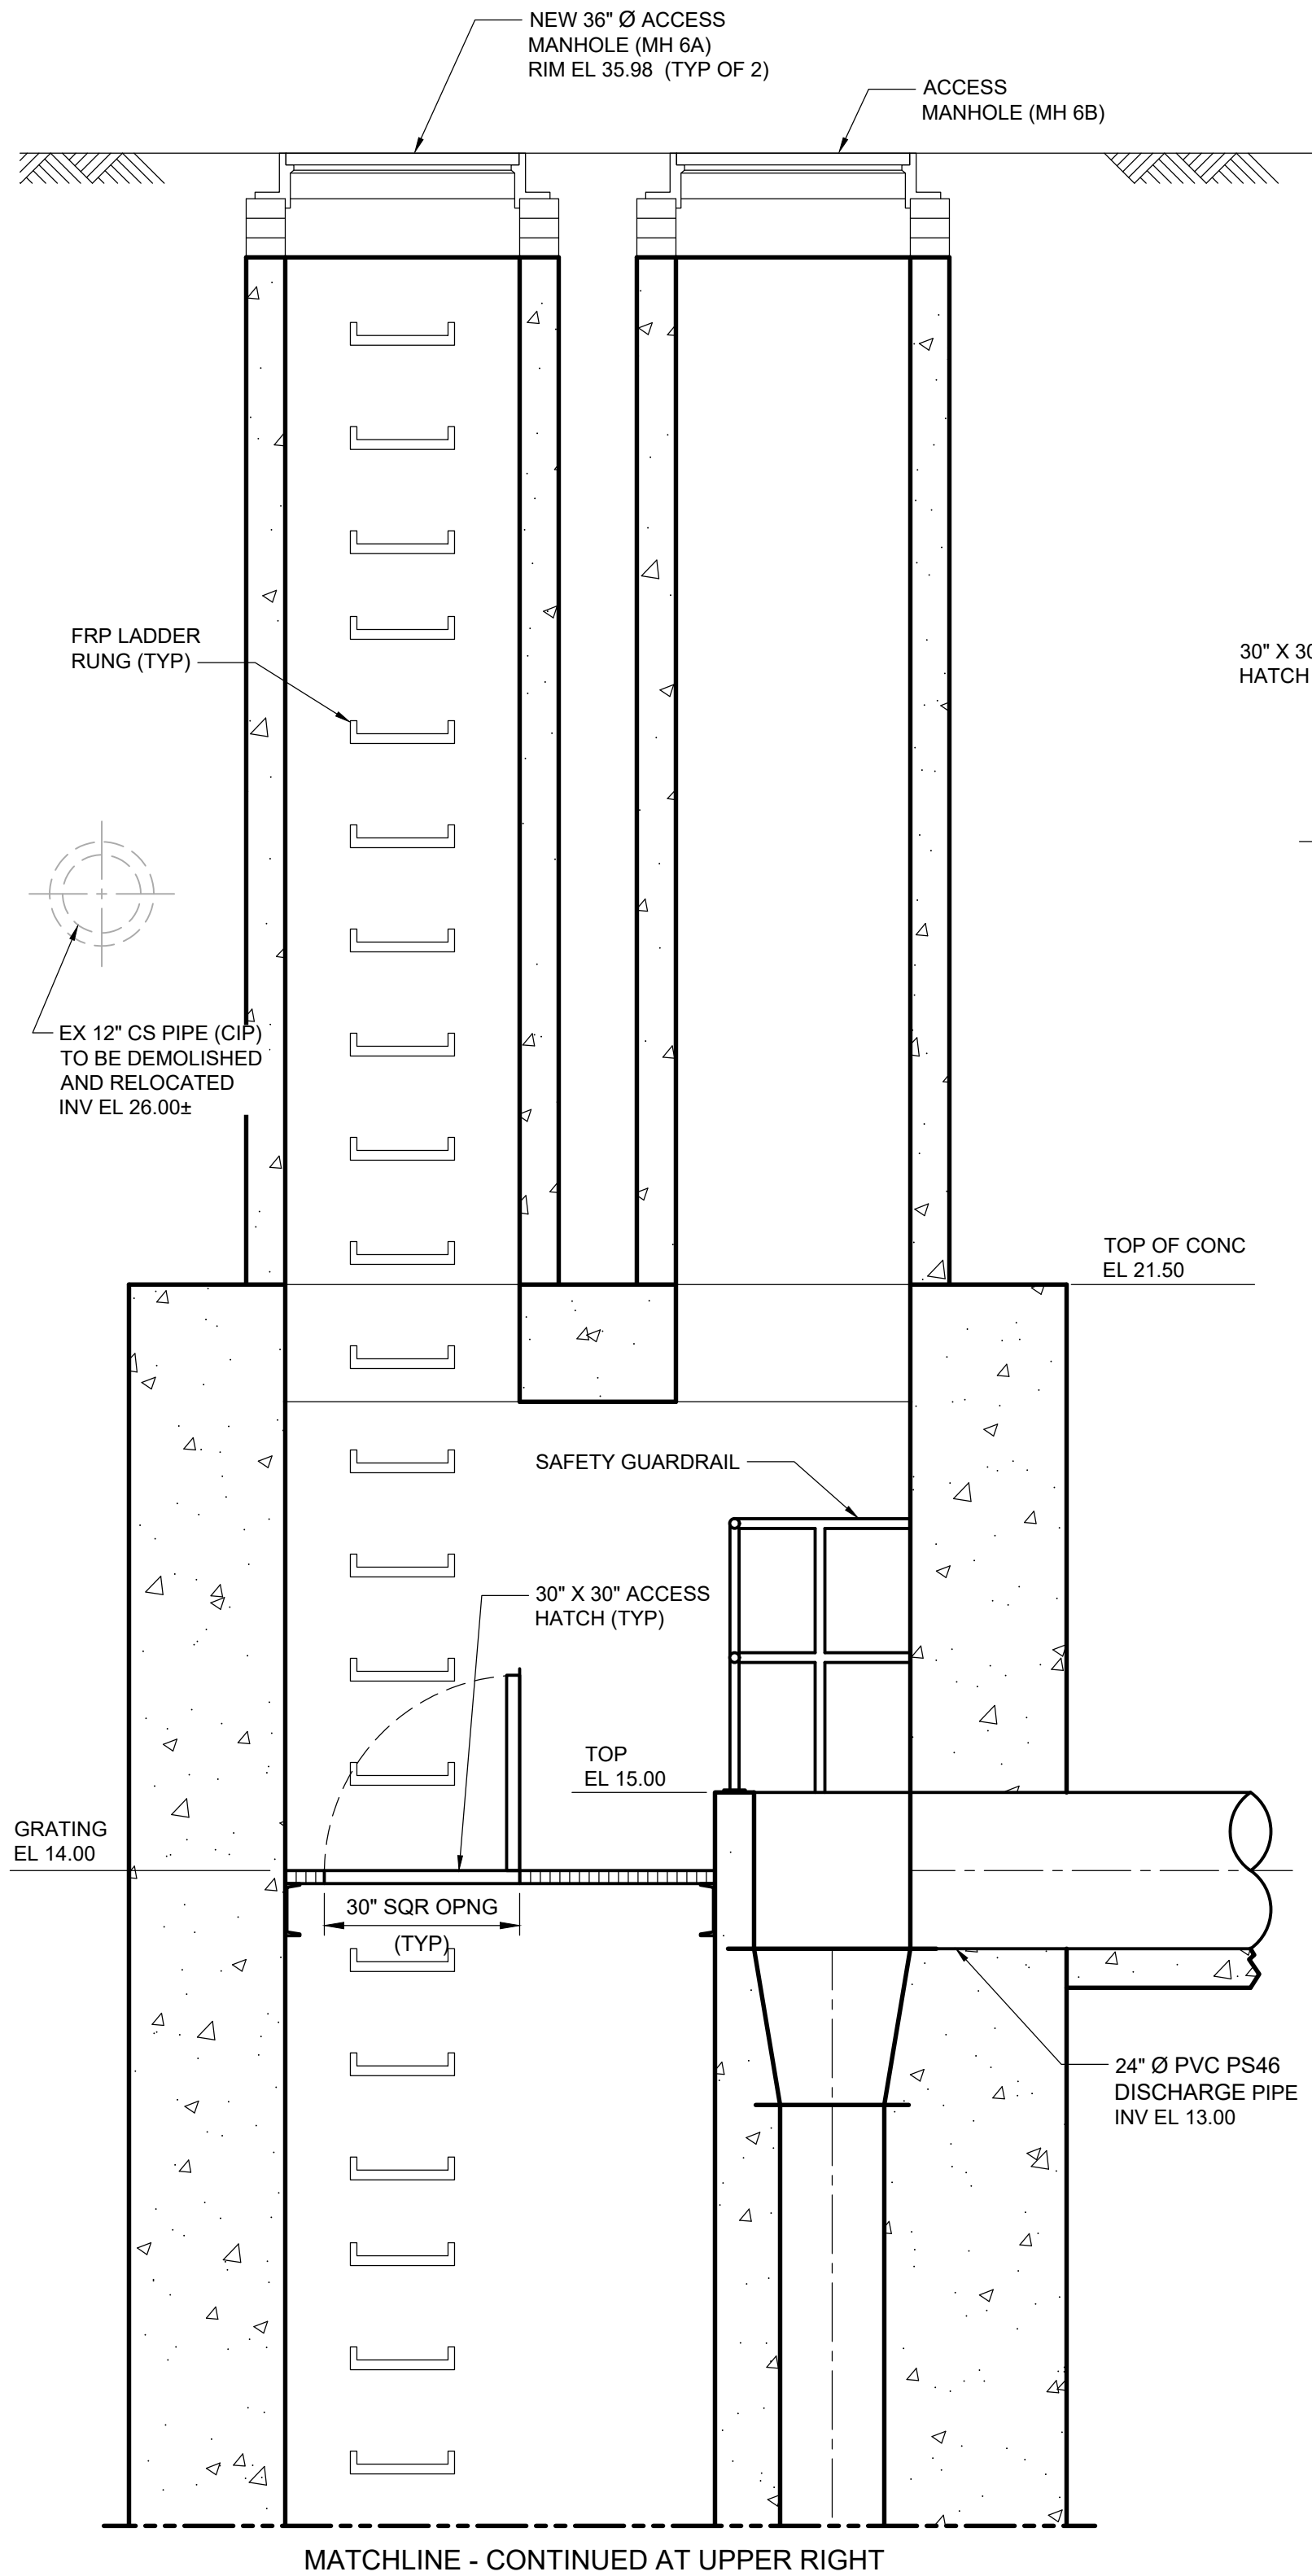 NEW 36" Ø ACCESS
MANHOLE (MH 6A)
RIM EL 35.98 (TYP OF 2)
ACCESS
MANHOLE (MH 6B)
FRP LADDER
RUNG (TYP)
30" X 30
HATCH
EX 12" CS PIPE (CIP)
TO BE DEMOLISHED
AND RELOCATED
INV EL 26.00±
TOP OF CONC
EL 21.50
SAFETY GUARDRAIL
30" X 30" ACCESS
HATCH (TYP)
TOP
EL 15.00
GRATING
EL 14.00
30" SQR OPNG
(TYP)
24" Ø PVC PS46
DISCHARGE PIPE
INV EL 13.00
MATCHLINE - CONTINUED AT UPPER RIGHT